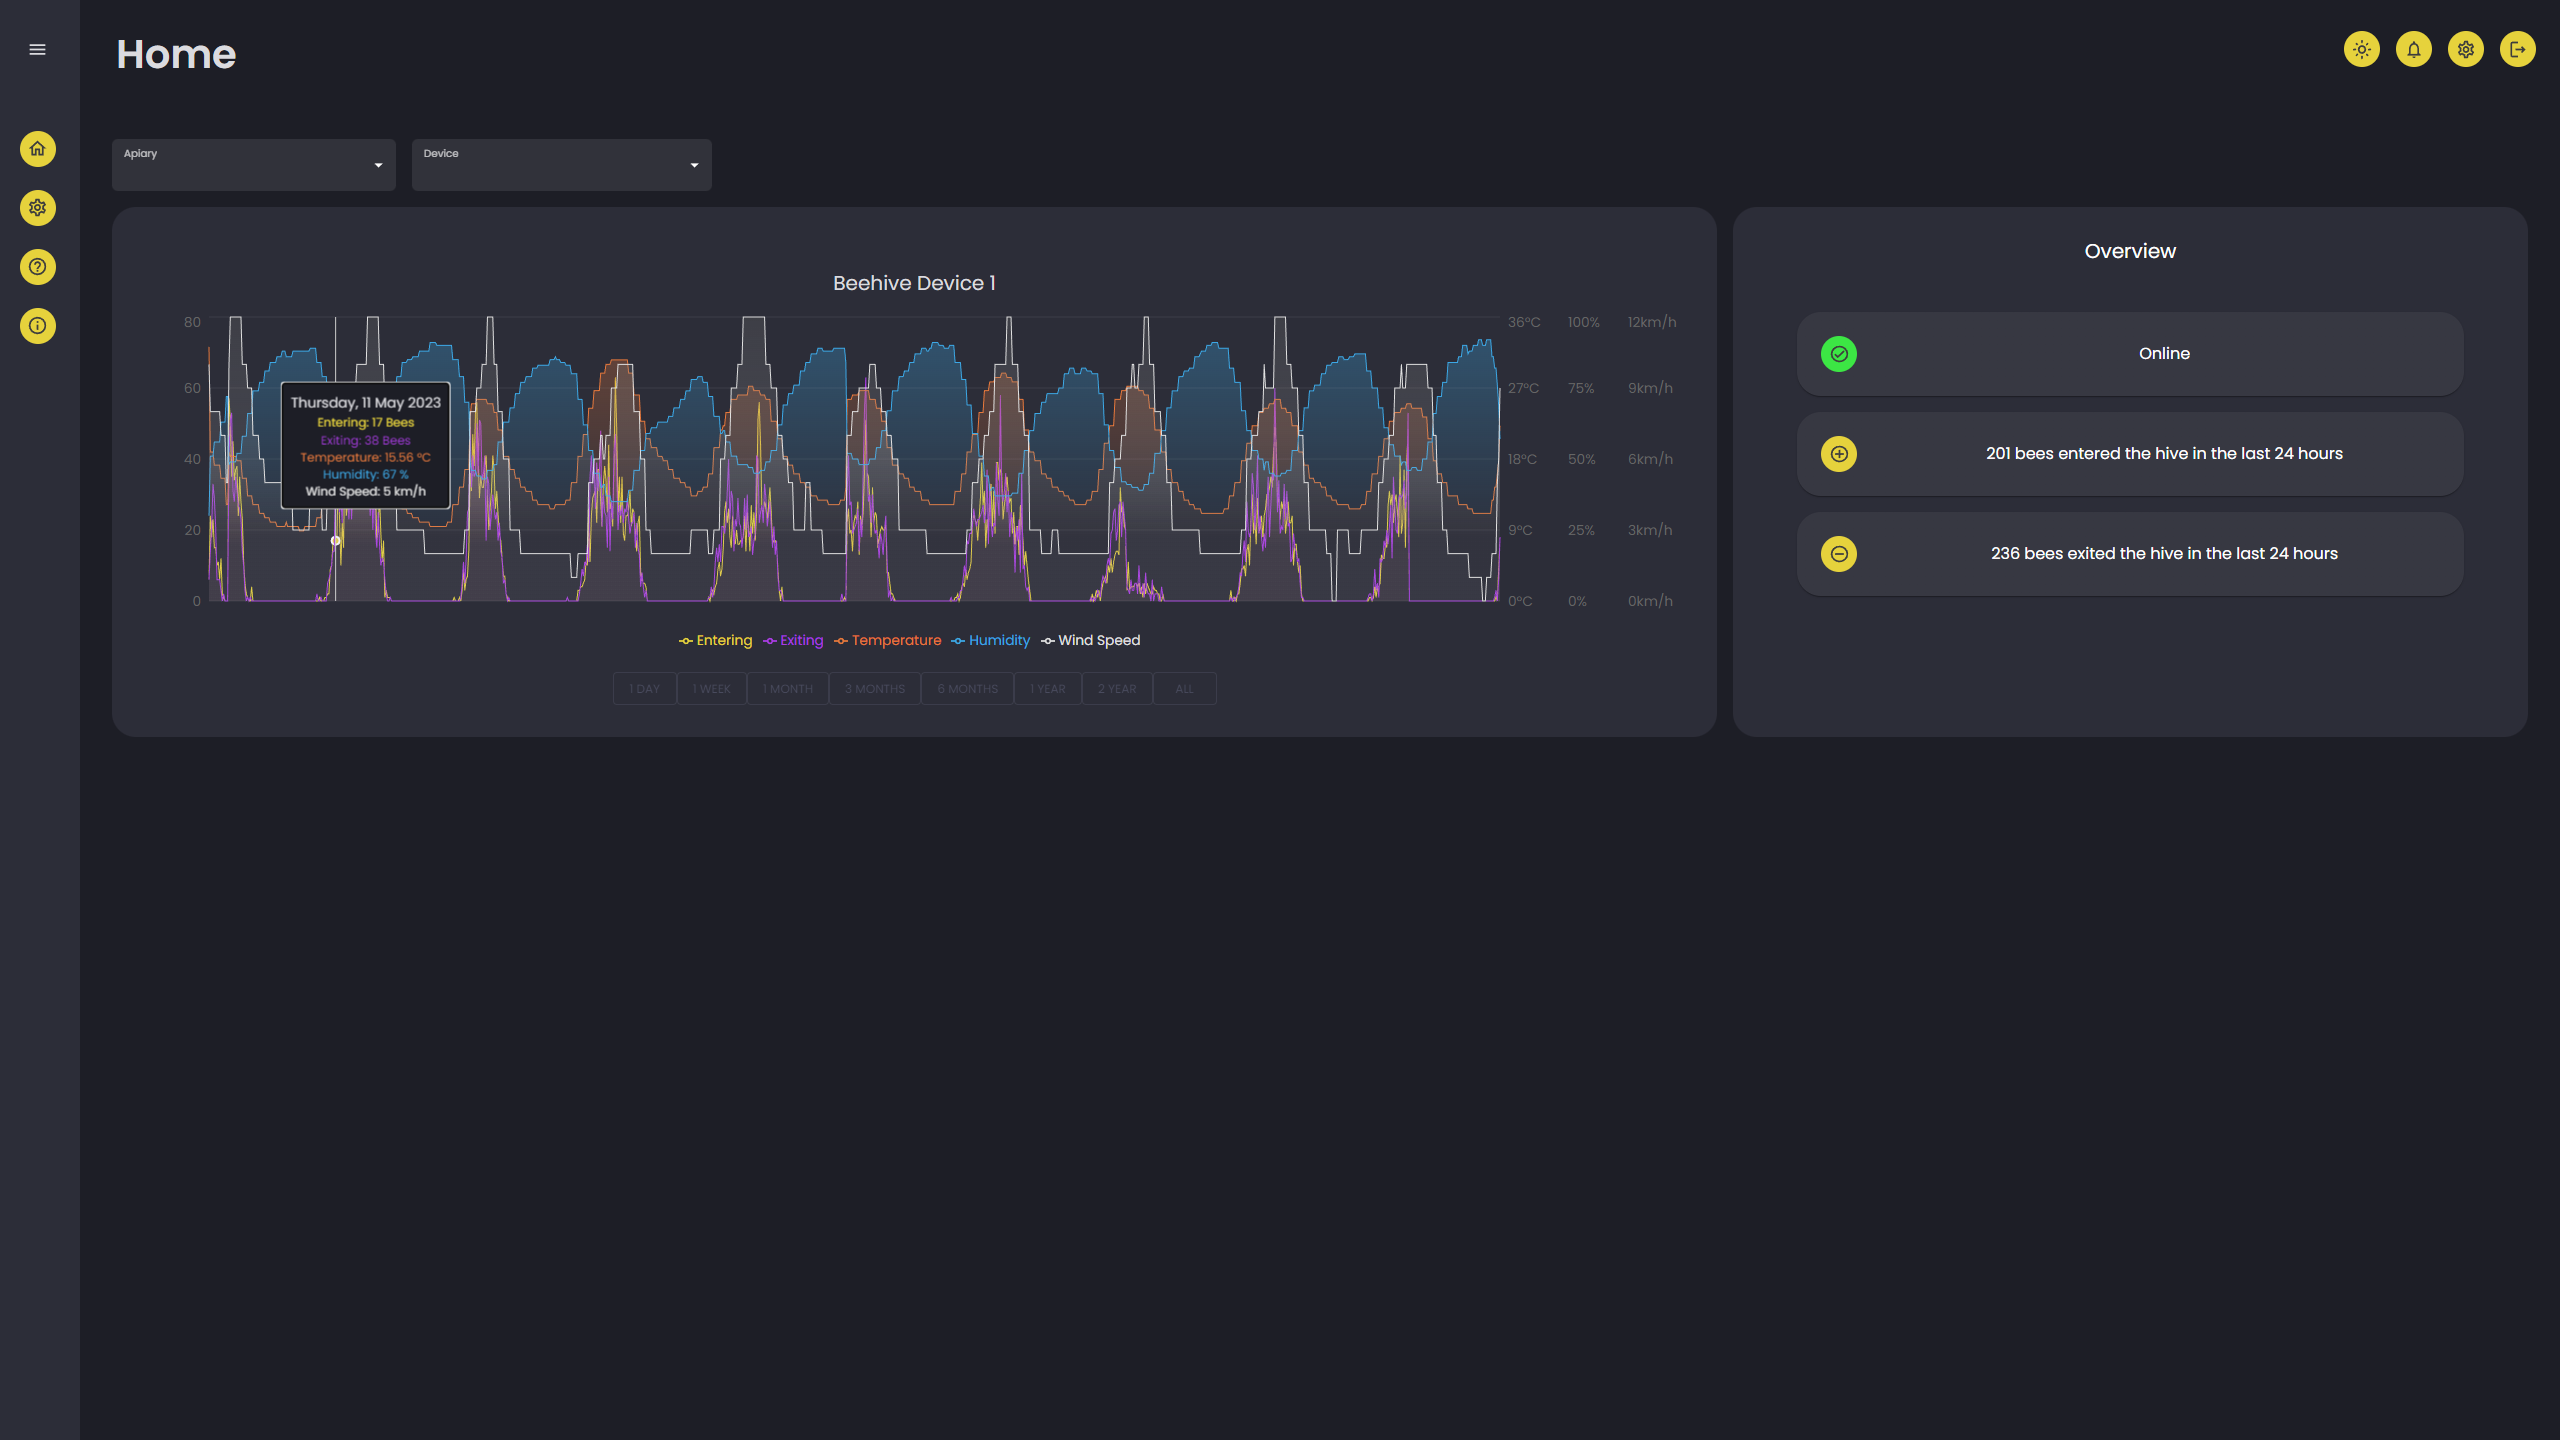 Home
Apiary
Device
Beehive Device 1
80
60
40
20
0
36°C 100% 12km/h
27°C 75% 9km/h
18°C 50% 6km/h
9°C 25% 3km/h
0°C 0% 0km/h
Thursday, 11 May 2023
Entering: 17 Bees
Exiting: 38 Bees
Temperature: 15.56 °C
Humidity: 67 %
Wind Speed: 5 km/h
Entering Exiting Temperature Humidity Wind Speed
1 DAY 1 WEEK 1 MONTH 3 MONTHS 6 MONTHS 1 YEAR 2 YEAR ALL
Overview
Online
201 bees entered the hive in the last 24 hours
236 bees exited the hive in the last 24 hours